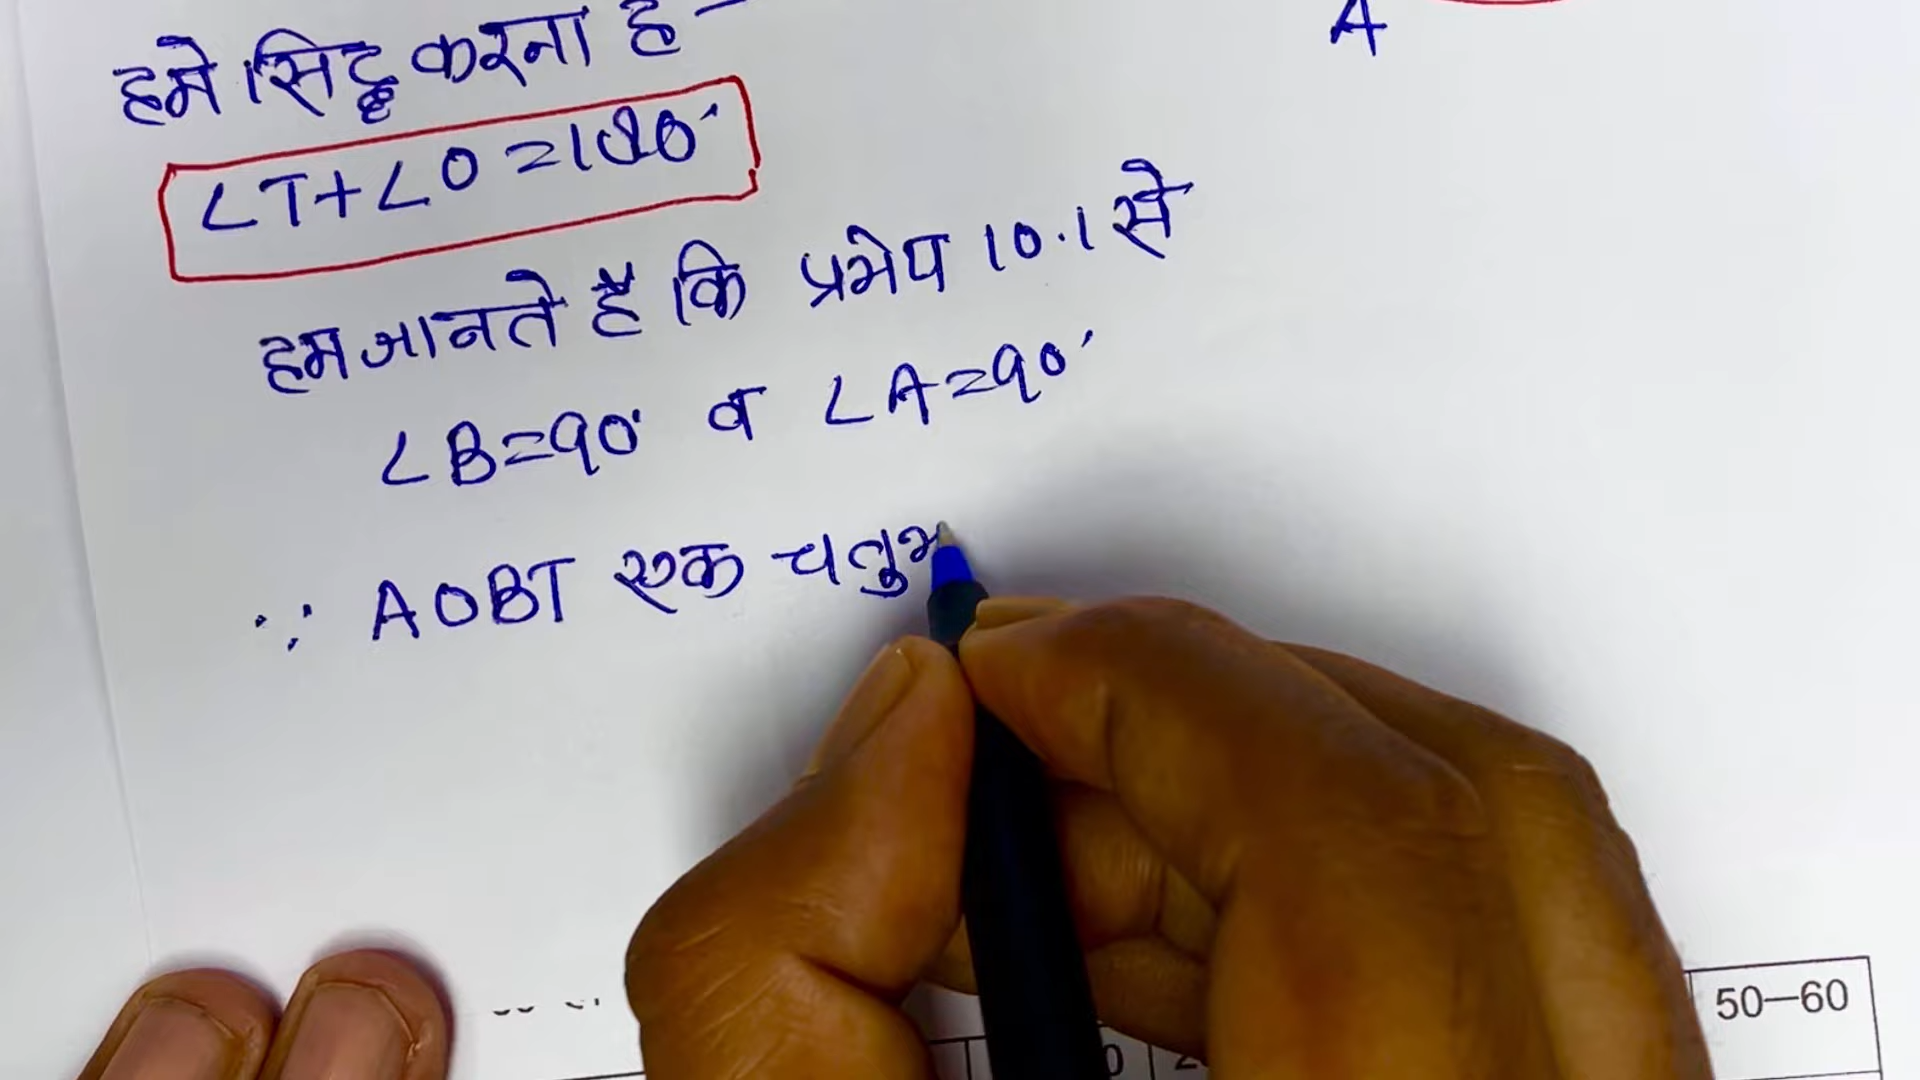 हमे सिद्ध करना है -
A
∠T+∠O=180°
हम जानते हैं कि प्रमेय 10.1 से
∠B=90° व ∠A=90°
∵ AOBT एक चतुभ
50—60